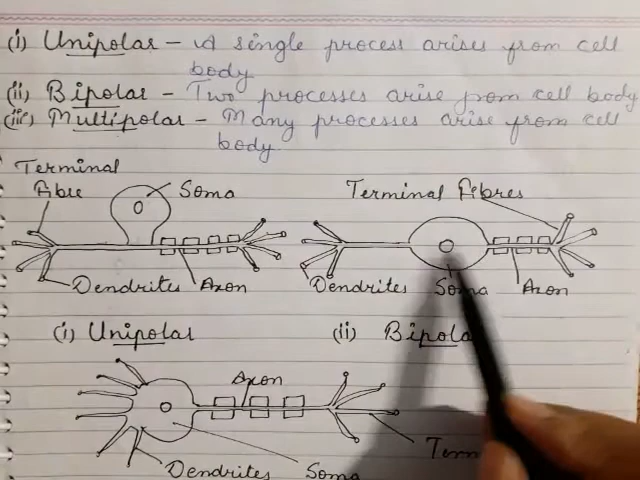 (i) Unipolar - A single process arises from cell
body
(ii) Bipolar - Two processes arise from cell body
(iii) Multipolar - Many processes arise from cell
body
Terminal
Fibre
Soma
Terminal Fibres
Dendrites Axon
Dendrites Soma Axon
(i) Unipolar
(ii) Bipola
Axon
Dendrites
Soma